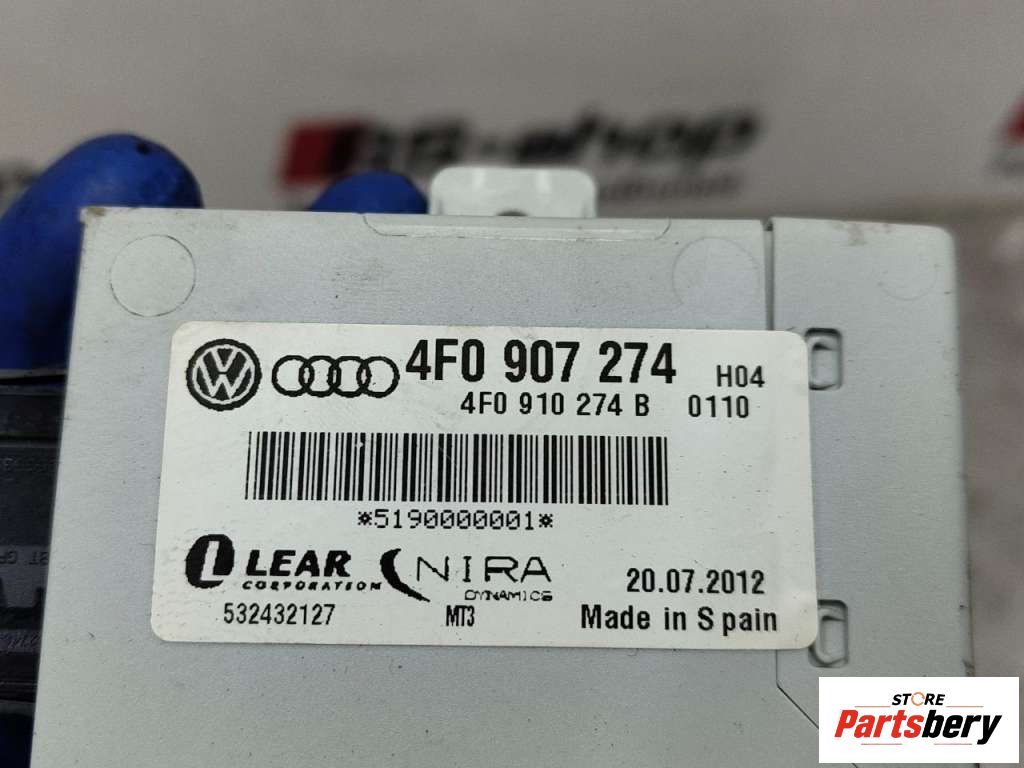 4F0 907 274 H04
4F0 910 274 B 0110
*5190000001*
LEAR NIRA
CORPORATION DYNAMICS
20.07.2012
532432127 MT3 Made in Spain
STORE
Partsbery